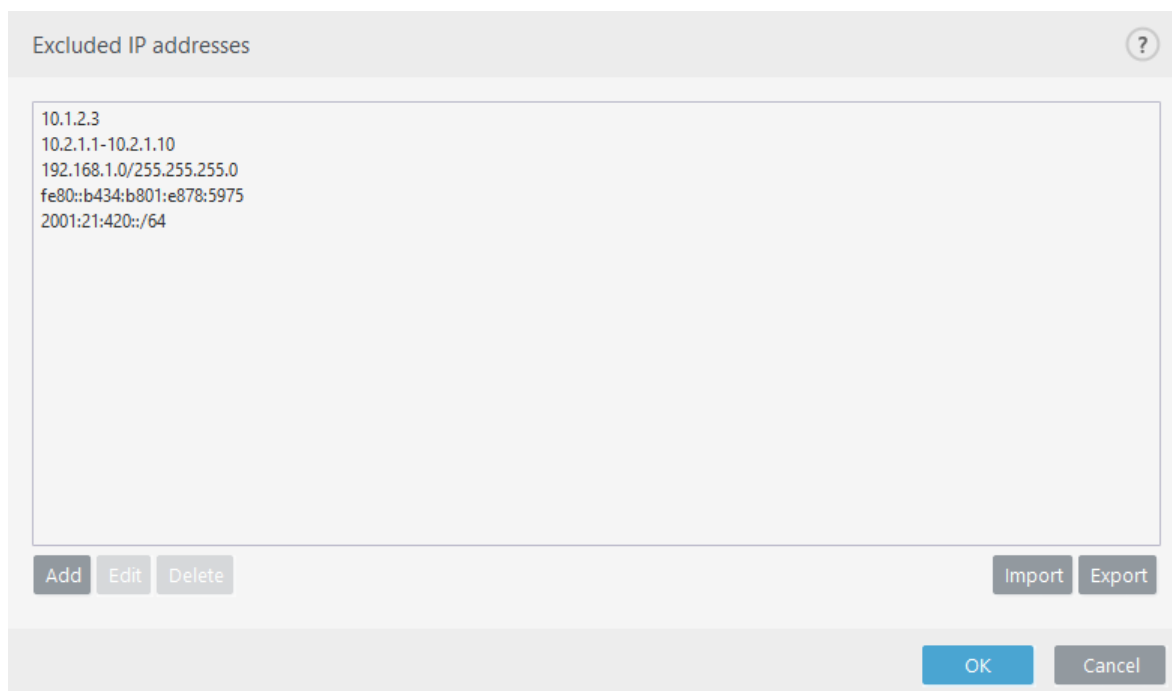 Excluded IP addresses
?
10.1.2.3
10.2.1.1-10.2.1.10
192.168.1.0/255.255.255.0
fe80::b434:b801:e878:5975
2001:21:420::/64
Add Edit Delete Import Export
OK Cancel